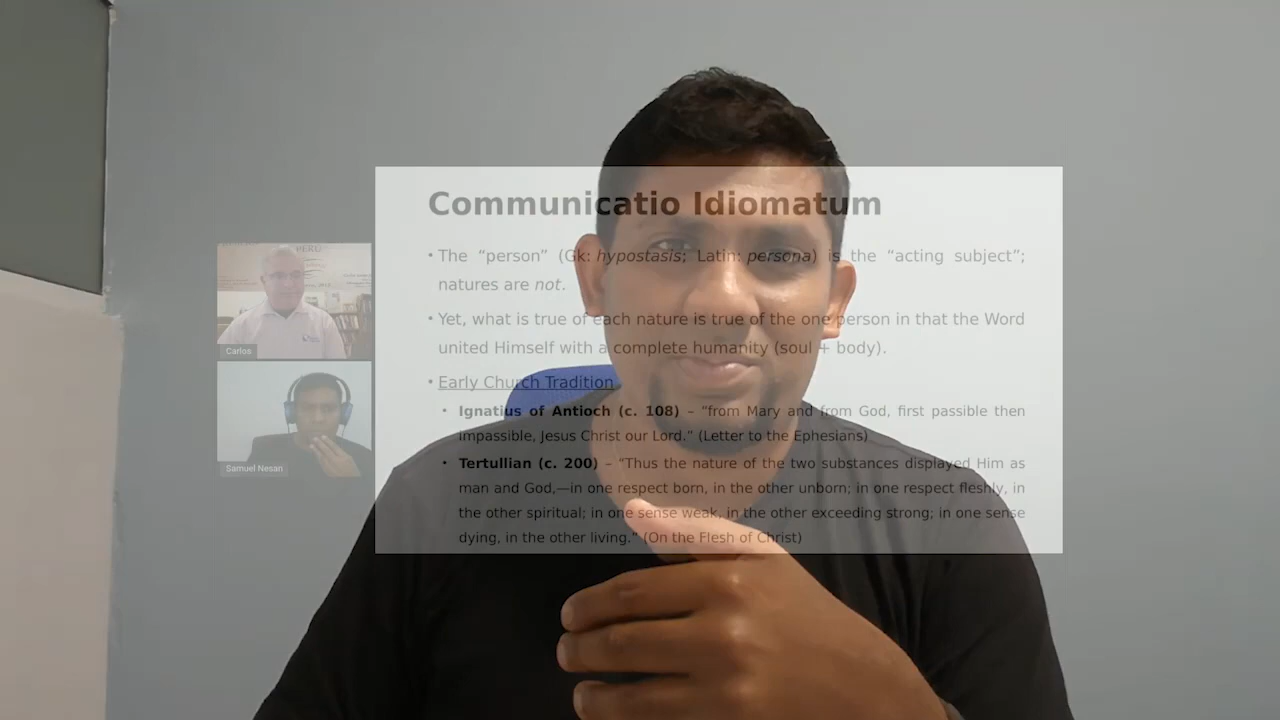 Communicatio Idiomatum
• The “person” (Gk: hypostasis; Latin: persona) is the “acting subject”;
natures are not.
• Yet, what is true of each nature is true of the one person in that the Word
united Himself with a complete humanity (soul + body).
• Early Church Tradition
• Ignatius of Antioch (c. 108) – “from Mary and from God, first passible then
impassible, Jesus Christ our Lord.” (Letter to the Ephesians)
• Tertullian (c. 200) – “Thus the nature of the two substances displayed Him as
man and God,—in one respect born, in the other unborn; in one respect fleshly, in
the other spiritual; in one sense weak, in the other exceeding strong; in one sense
dying, in the other living.” (On the Flesh of Christ)
PERU
Carlos
Samuel Nesan